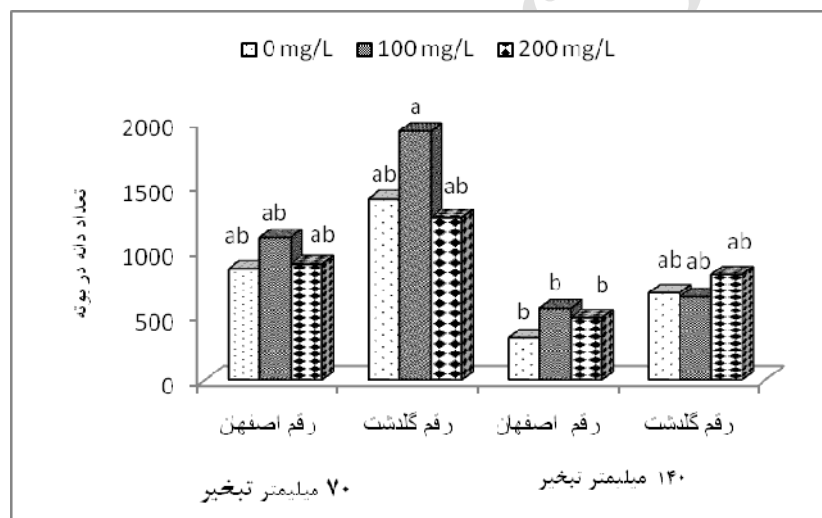 0 mg/L 100 mg/L 200 mg/L
تعداد دانه در بوته
2000
1500
1000
500
0
ab ab ab
ab a ab
b b b
ab ab ab
رقم اصفهن رقم گلدشت رقم اصفهان رقم گلدشت
۷۰ میلیمتر تبخیر ۱۴۰ میلیمتر تبخیر